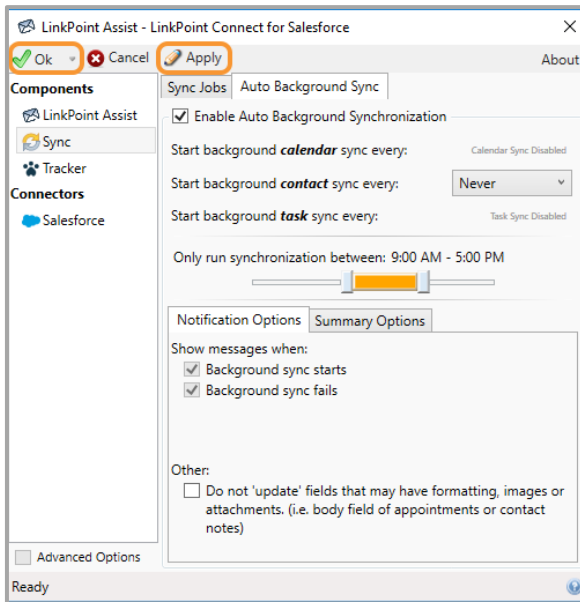 LinkPoint Assist - LinkPoint Connect for Salesforce
Ok Cancel Apply About
Components
LinkPoint Assist
Sync
Tracker
Connectors
Salesforce
Advanced Options
Sync Jobs Auto Background Sync
Enable Auto Background Synchronization
Start background calendar sync every: Calendar Sync Disabled
Start background contact sync every: Never
Start background task sync every: Task Sync Disabled
Only run synchronization between: 9:00 AM - 5:00 PM
Notification Options Summary Options
Show messages when:
Background sync starts
Background sync fails
Other:
Do not 'update' fields that may have formatting, images or
attachments. (i.e. body field of appointments or contact
notes)
Ready